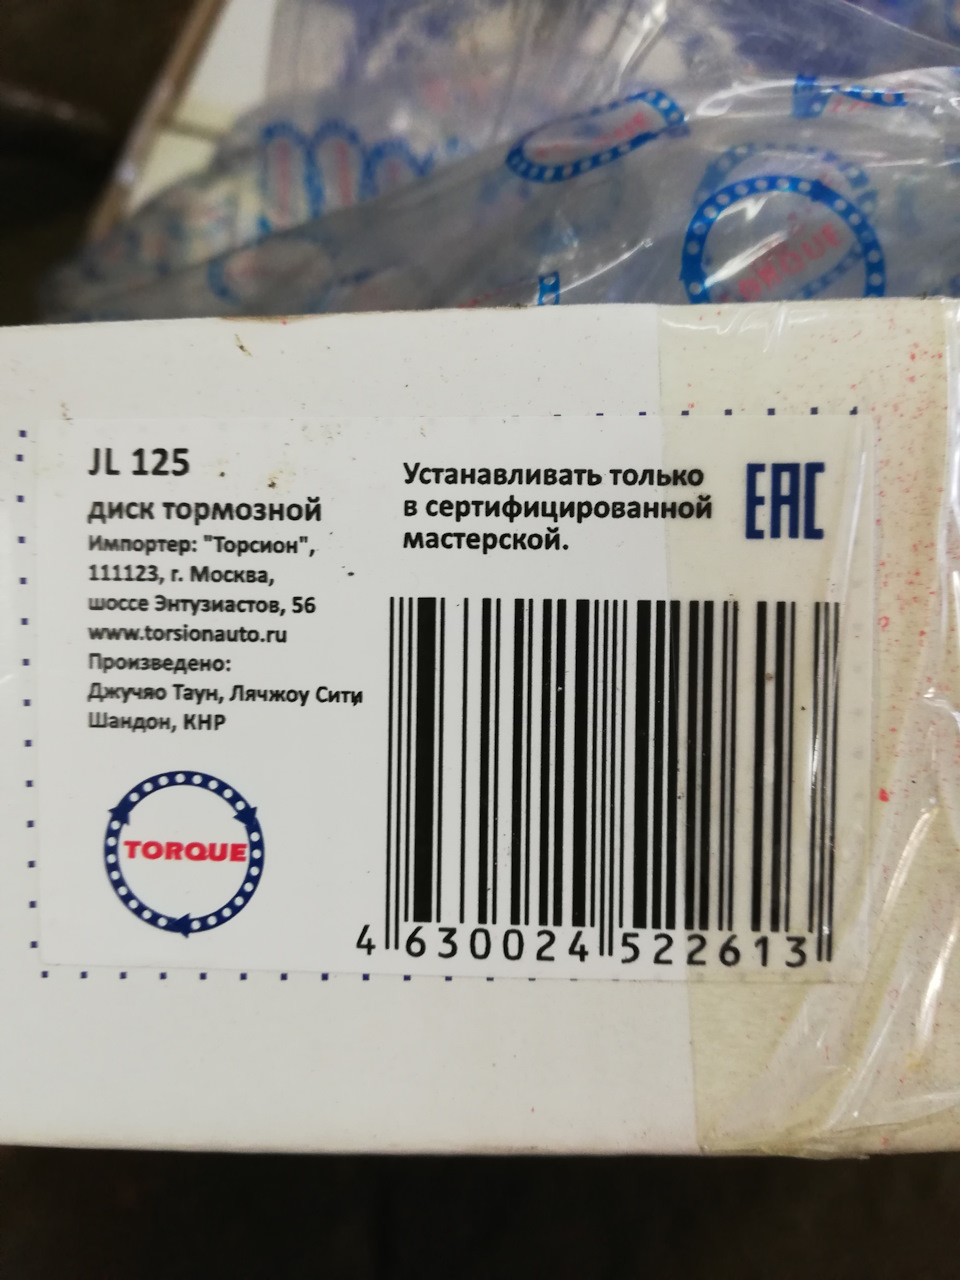 TORQUE
JL 125
диск тормозной
Импортер: "Торсион",
111123, г. Москва,
шоссе Энтузиастов, 56
www.torsionauto.ru
Произведено:
Джучяо Таун, Лячжоу Сити
Шандон, КНР
TORQUE
Устанавливать только
в сертифицированной
мастерской.
EAC
4 630024 522613